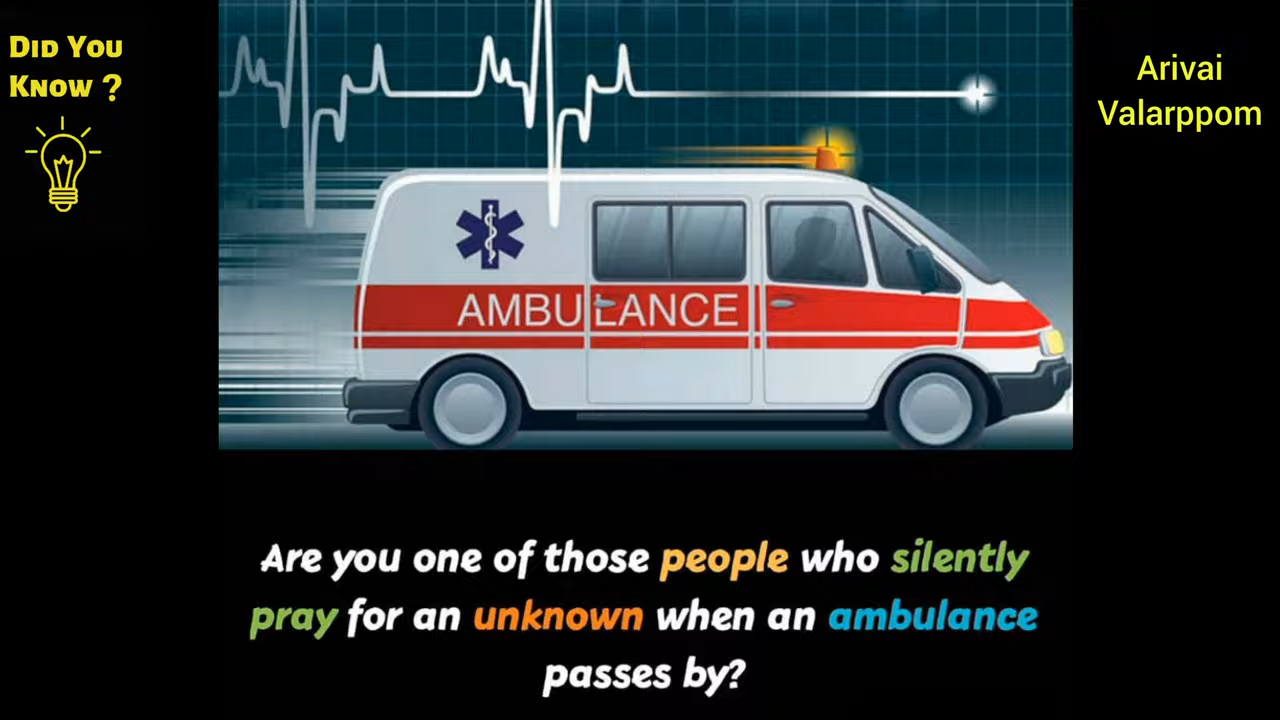 DID YOU
KNOW ?
Arivai
Valarppom
AMBULANCE
Are you one of those people who silently
pray for an unknown when an ambulance
passes by?